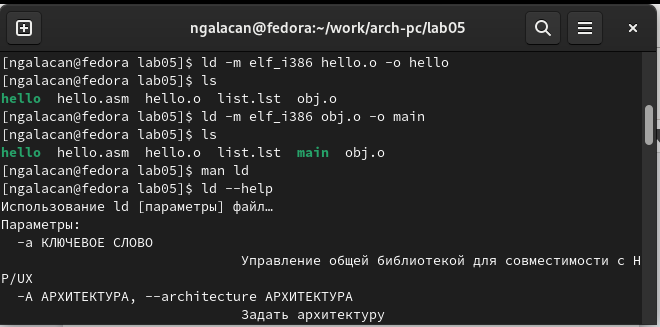 ngalacan@fedora:~/work/arch-pc/lab05
[ngalacan@fedora lab05]$ ld -m elf_i386 hello.o -o hello
[ngalacan@fedora lab05]$ ls
hello  hello.asm  hello.o  list.lst  obj.o
[ngalacan@fedora lab05]$ ld -m elf_i386 obj.o -o main
[ngalacan@fedora lab05]$ ls
hello  hello.asm  hello.o  list.lst  main  obj.o
[ngalacan@fedora lab05]$ man ld
[ngalacan@fedora lab05]$ ld --help
Использование ld [параметры] файл…
Параметры:
  -a КЛЮЧЕВОЕ СЛОВО
                              Управление общей библиотекой для совместимости с H
P/UX
  -A АРХИТЕКТУРА, --architecture АРХИТЕКТУРА
                              Задать архитектуру